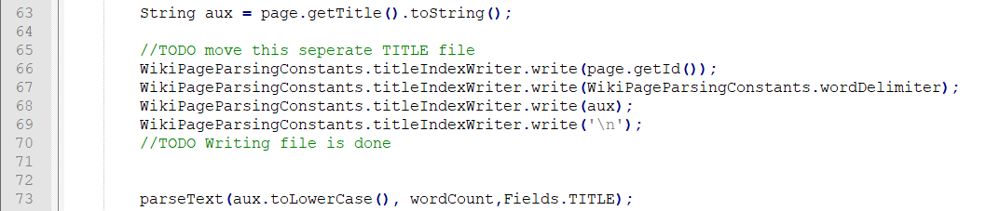 63 String aux = page.getTitle().toString();
64
65 //TODO move this seperate TITLE file
66 WikiPageParsingConstants.titleIndexWriter.write(page.getId());
67 WikiPageParsingConstants.titleIndexWriter.write(WikiPageParsingConstants.wordDelimiter);
68 WikiPageParsingConstants.titleIndexWriter.write(aux);
69 WikiPageParsingConstants.titleIndexWriter.write('\n');
70 //TODO Writing file is done
71
72
73 parseText(aux.toLowerCase(), wordCount,Fields.TITLE);